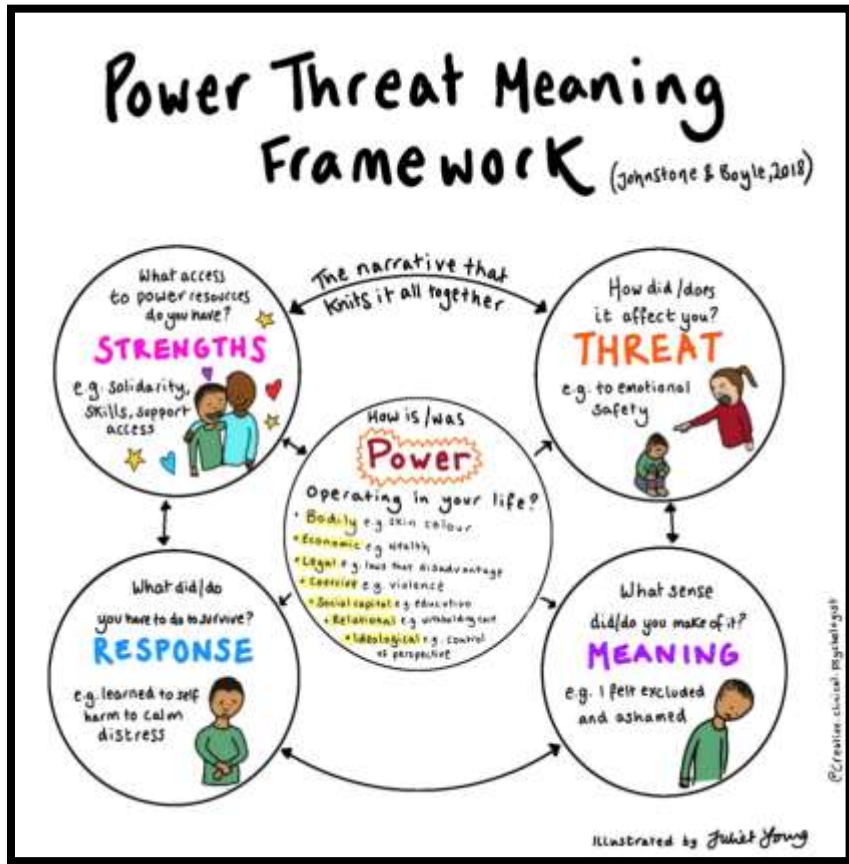 Power Threat Meaning
Framework (Johnstone & Boyle, 2018)
The narrative that
knits it all together
What access
to power resources
do you have?
STRENGTHS
e.g. solidarity,
skills, support
access
How did/does
it affect you?
THREAT
e.g. to emotional
safety
How is/was
Power
Operating in your life?
• Bodily e.g skin colour
• Economic e.g
• Legal e.g. laws that disadvantage
• Coercive e.g. violence
• Social capital e.g. education
• Relational e.g. withholding care
• Ideological e.g. control
of perspective
What did/do
you have to do to survive?
RESPONSE
e.g. learned to self
harm to calm
distress
What sense
did/do you make of it?
MEANING
e.g. I felt excluded
and ashamed
@creative.clinical.psychologist
Illustrated by Juliet Young